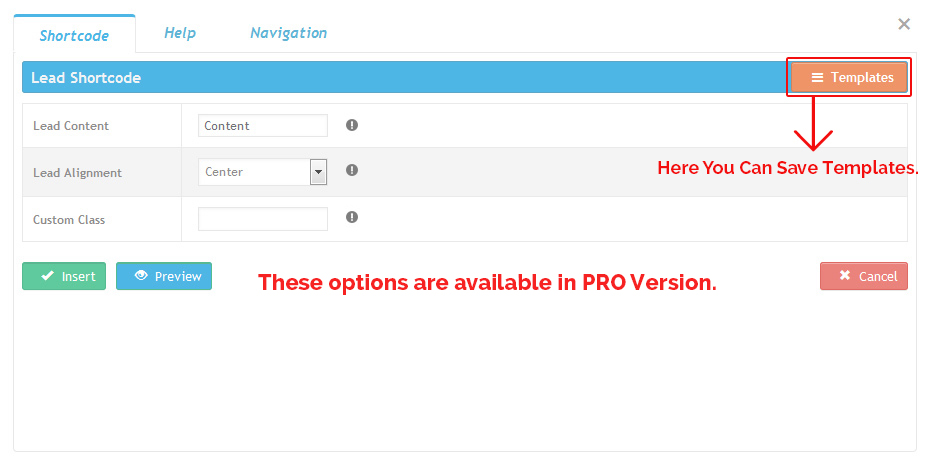 Shortcode
Help
Navigation
Lead Shortcode
Templates
Lead Content
Content
Lead Alignment
Center
Here You Can Save Templates.
Custom Class
Insert
Preview
These options are available in PRO Version.
Cancel